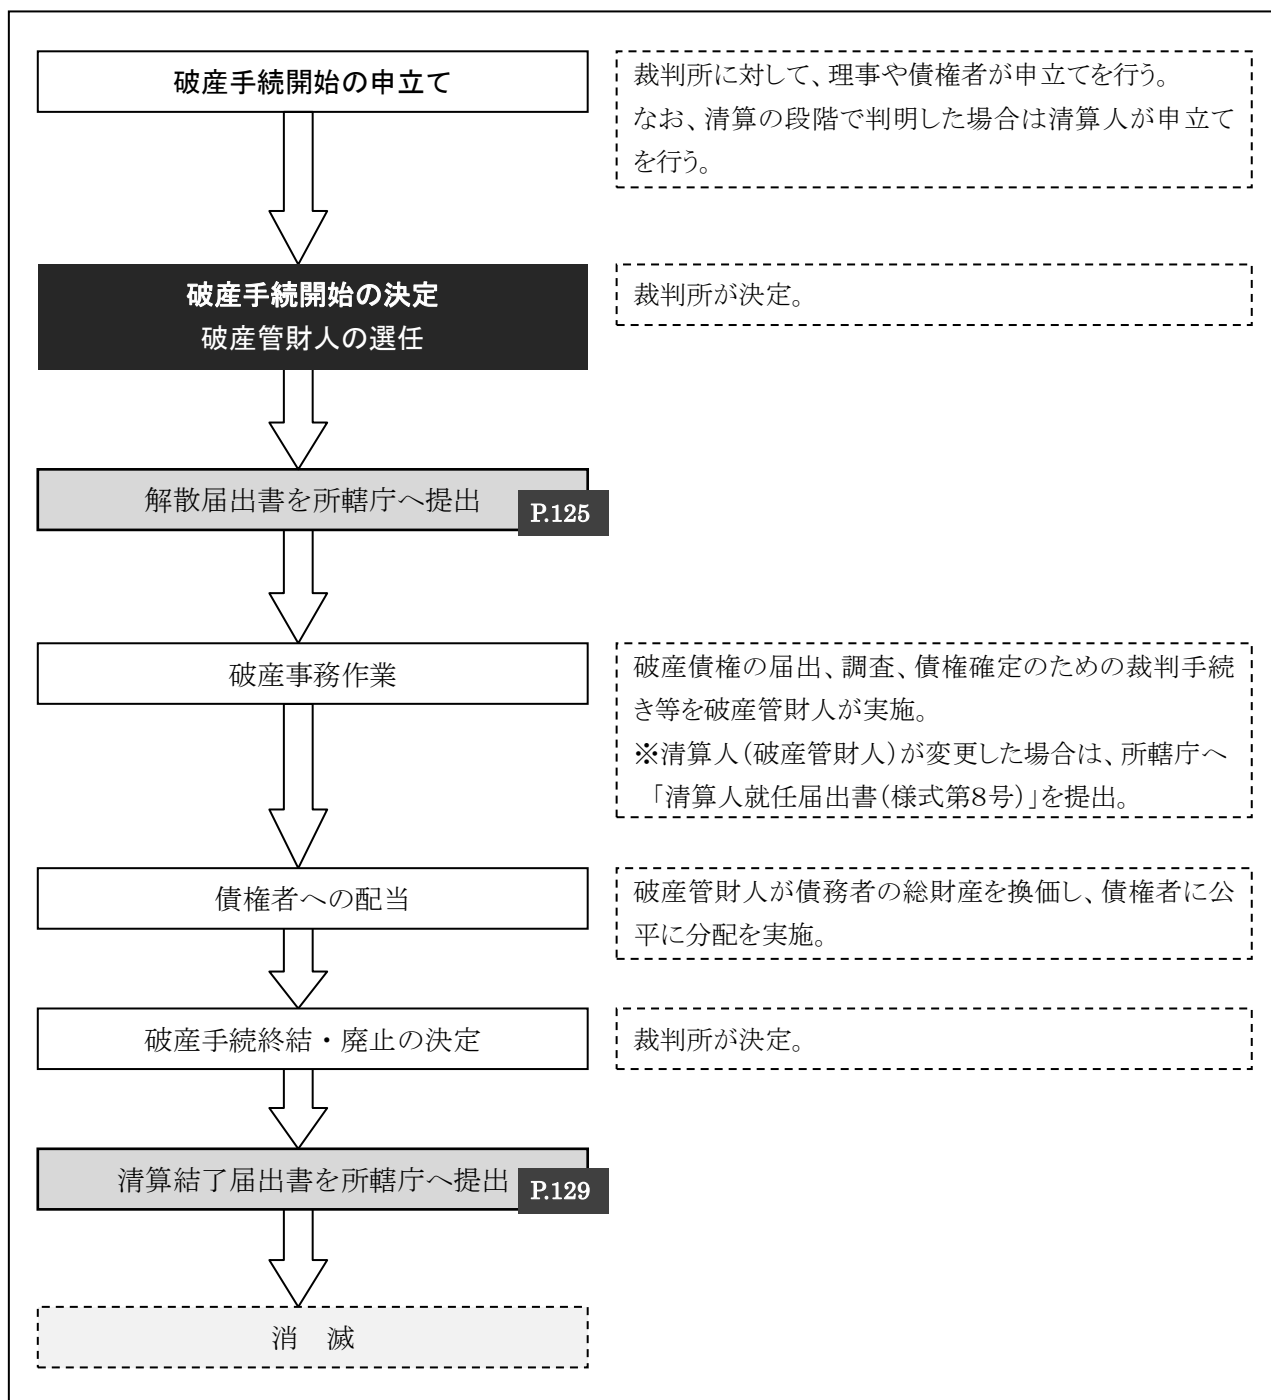 破産手続開始の申立て
裁判所に対して、理事や債権者が申立てを行う。
なお、清算の段階で判明した場合は清算人が申立て
を行う。
破産手続開始の決定
破産管財人の選任
裁判所が決定。
解散届出書を所轄庁へ提出
P.125
破産事務作業
破産債権の届出、調査、債権確定のための裁判手続
き等を破産管財人が実施。
※清算人(破産管財人)が変更した場合は、所轄庁へ
「清算人就任届出書(様式第8号)」を提出。
債権者への配当
破産管財人が債務者の総財産を換価し、債権者に公
平に分配を実施。
破産手続終結・廃止の決定
裁判所が決定。
清算結了届出書を所轄庁へ提出
P.129
消　滅